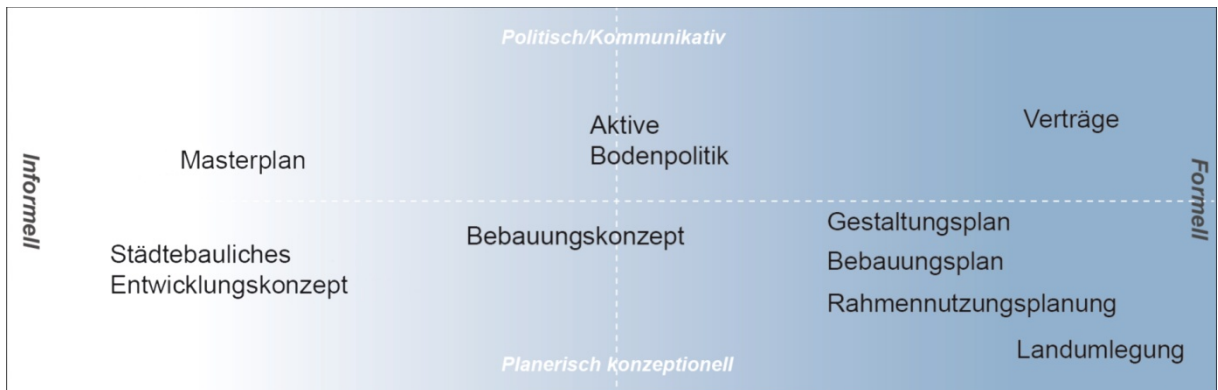 Politisch/Kommunikativ
Informell
Formell
Masterplan
Aktive
Bodenpolitik
Verträge
Städtebauliches
Entwicklungskonzept
Bebauungskonzept
Gestaltungsplan
Bebauungsplan
Rahmennutzungsplanung
Landumlegung
Planerisch konzeptionell